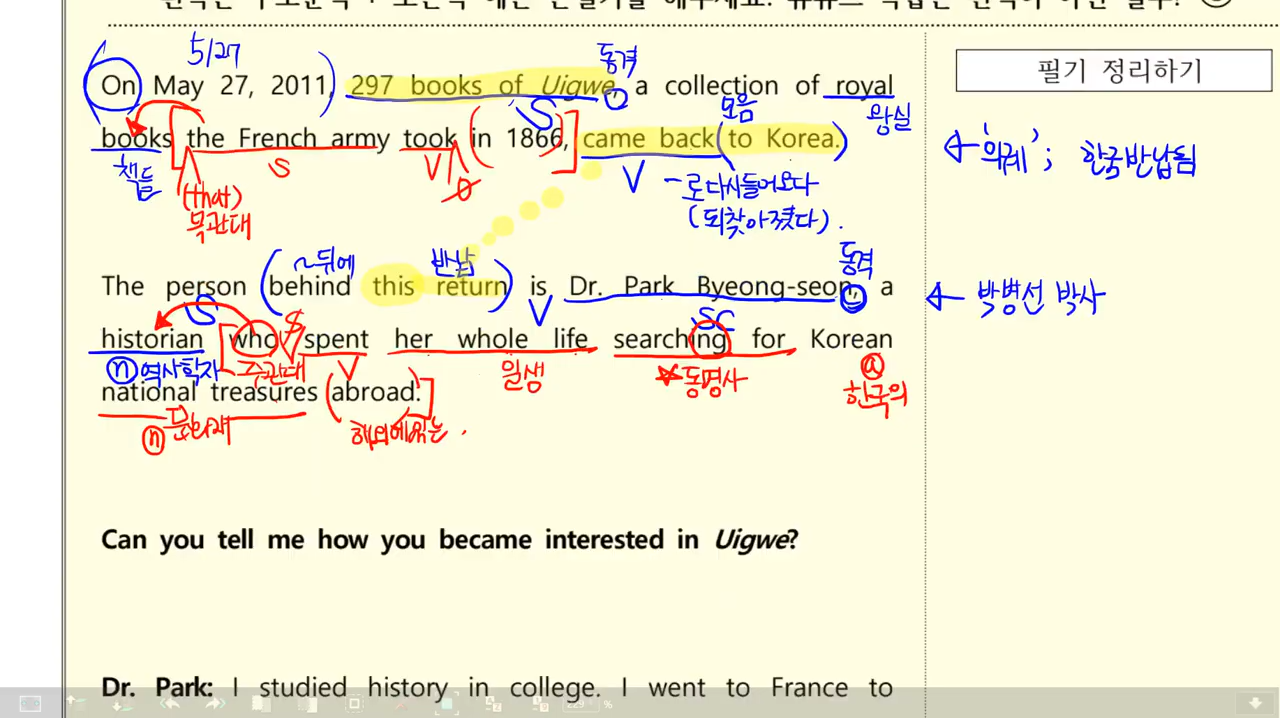 5/27
동격
On May 27, 2011, 297 books of Uigwe, a collection of royal
S
모음
왕실
books the French army took in 1866, came back to Korea.
책들
S
V
V
(that)
목관대
~로 다시 들어오다
(되찾아졌다).
~뒤에
반납
동격
The person behind this return is Dr. Park Byeong-seon, a
S
V
SC
historian who spent her whole life searching for Korean
n 역사학자
주관대
V
일생
동명사
a
한국의
national treasures abroad.
n 문화재
해외에있는.
Can you tell me how you became interested in Uigwe?
Dr. Park: I studied history in college. I went to France to
필기 정리하기
'의궤'; 한국반납됨
박병선 박사
229 %